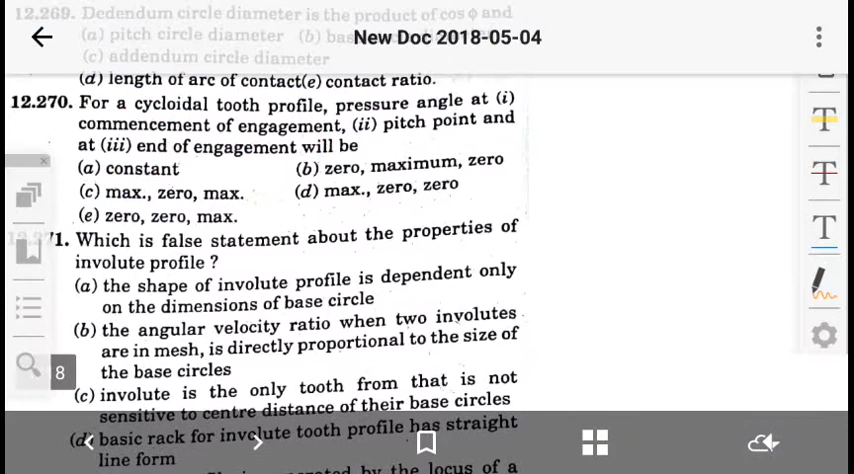 12.269. Dedendum circle diameter is the product of cos φ and
(a) pitch circle diameter (b)
New Doc 2018-05-04
(c) addendum circle diameter
(d) length of arc of contact(e) contact ratio.
12.270. For a cycloidal tooth profile, pressure angle at (i)
commencement of engagement, (ii) pitch point and
at (iii) end of engagement will be
(a) constant (b) zero, maximum, zero
(c) max., zero, max. (d) max., zero, zero
(e) zero, zero, max.
71. Which is false statement about the properties of
involute profile ?
(a) the shape of involute profile is dependent only
on the dimensions of base circle
(b) the angular velocity ratio when two involutes
are in mesh, is directly proportional to the size of
the base circles
8
(c) involute is the only tooth from that is not
sensitive to centre distance of their base circles
(d) basic rack for involute tooth profile has straight
line form
by the locus of a
T
T
T